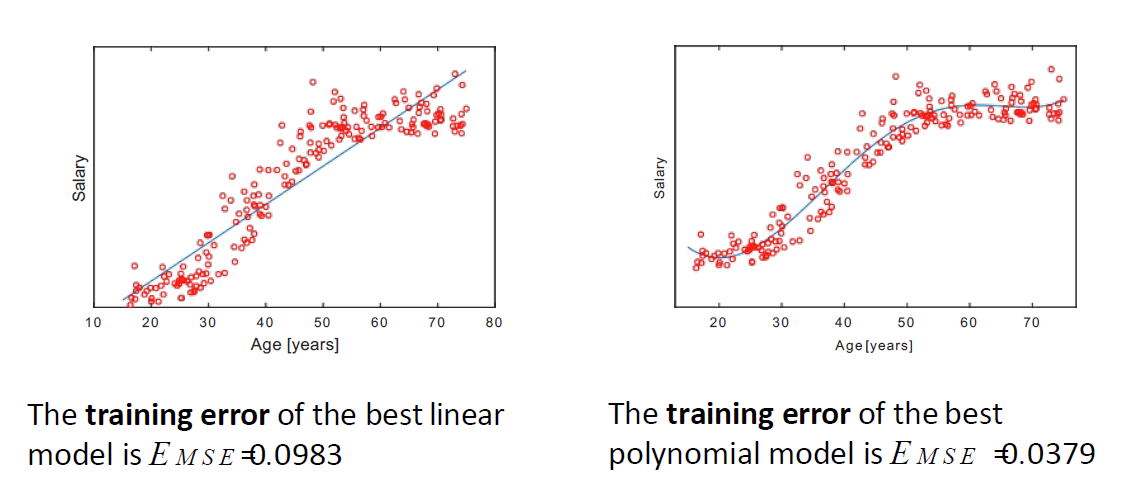 Salary
10 20 30 40 50 60 70 80
Age [years]
The training error of the best linear
model is E MSE =0.0983
Salary
20 30 40 50 60 70
Age [years]
The training error of the best
polynomial model is E MSE =0.0379